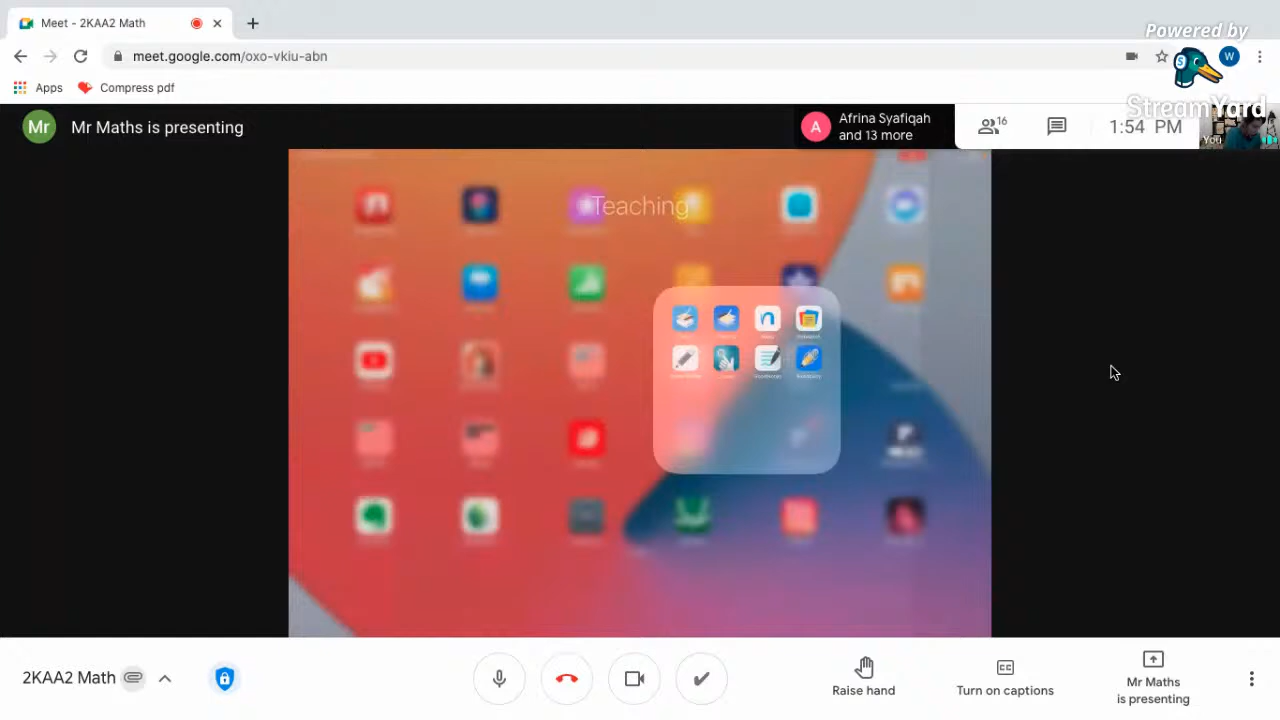 Meet - 2KAA2 Math
meet.google.com/oxo-vkiu-abn
Powered by
StreamYard
W
Apps
Compress pdf
Mr
Mr Maths is presenting
A
Afrina Syafiqah
and 13 more
16
1:54 PM
You
Teaching
2KAA2 Math
Raise hand
CC
Turn on captions
Mr Maths
is presenting